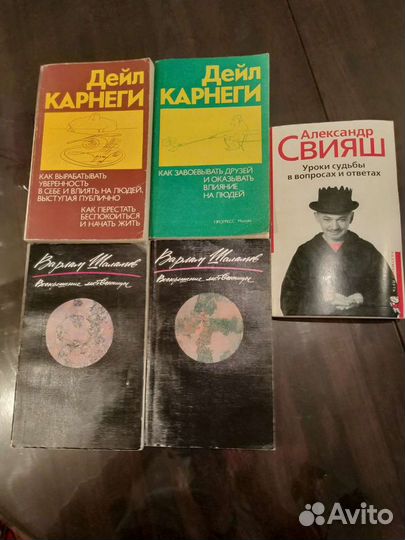 Дейл
КАРНЕГИ
КАК ВЫРАБАТЫВАТЬ
УВЕРЕННОСТЬ
В СЕБЕ И ВЛИЯТЬ НА ЛЮДЕЙ,
ВЫСТУПАЯ ПУБЛИЧНО
КАК ПЕРЕСТАТЬ
БЕСПОКОИТЬСЯ
И НАЧАТЬ ЖИТЬ
Дейл
КАРНЕГИ
КАК ЗАВОЕВЫВАТЬ ДРУЗЕЙ
И ОКАЗЫВАТЬ
ВЛИЯНИЕ
НА ЛЮДЕЙ
ПРОГРЕСС Москва
Александр
СВИЯШ
Уроки судьбы
в вопросах и ответах
Варлам Шаламов
Воскрешение лиственницы
Варлам Шаламов
Воскрешение лиственницы
Avito